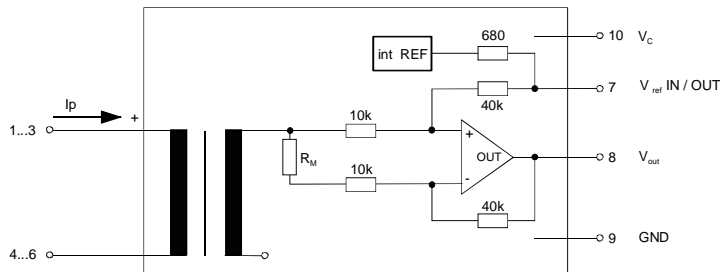 10 V_C
680
int REF
7 V_ref IN / OUT
40k
Ip
+
10k
1...3
+
OUT
8 V_out
R_M
10k
-
40k
9 GND
4...6